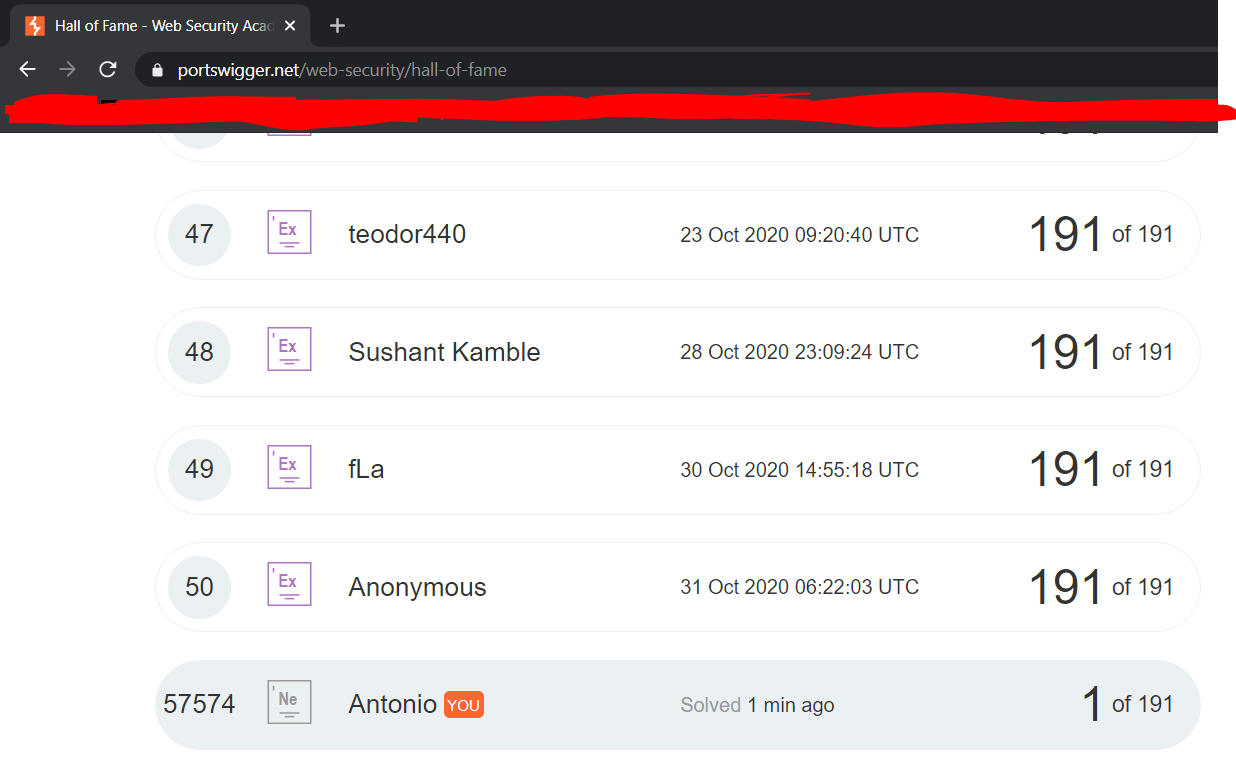 Hall of Fame - Web Security Acad
portswigger.net/web-security/hall-of-fame
47 Ex teodor440 23 Oct 2020 09:20:40 UTC 191 of 191
48 Ex Sushant Kamble 28 Oct 2020 23:09:24 UTC 191 of 191
49 Ex fLa 30 Oct 2020 14:55:18 UTC 191 of 191
50 Ex Anonymous 31 Oct 2020 06:22:03 UTC 191 of 191
57574 Ne Antonio YOU Solved 1 min ago 1 of 191